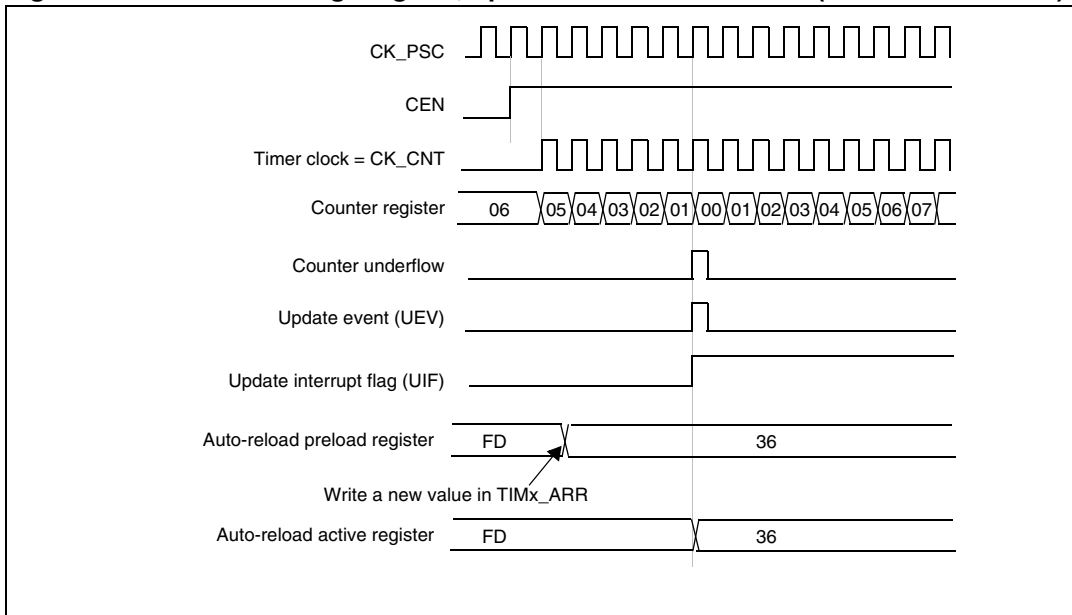 CK_PSC
CEN
Timer clock = CK_CNT
Counter register 06 05 04 03 02 01 00 01 02 03 04 05 06 07
Counter underflow
Update event (UEV)
Update interrupt flag (UIF)
Auto-reload preload register FD 36
Write a new value in TIMx_ARR
Auto-reload active register FD 36